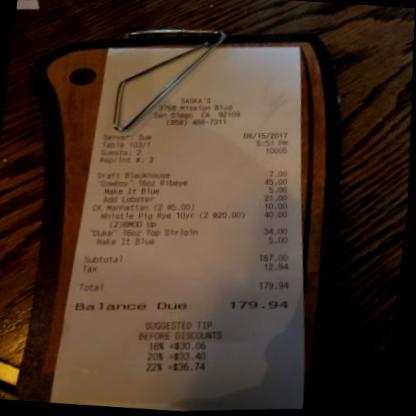 SASKA'S
3768 Mission Blvd
San Diego CA 92109
(858) 488-7311
Server: Sue 08/15/2017
Table 103/1 5:51 PM
Guests: 2 10005
Reprint #: 2
Draft Blackhouse 7.00
"Cowboy" 16oz Ribeye 45.00
Make It Blue 5.00
Add Lobster 21.00
CK Manhattan (2 @5.00) 10.00
Whistle Pig Rye 10yr (2 @20.00) 40.00
(2)BMOD Up
"Duke" 16oz Top Sirloin 34.00
Make It Blue 5.00
Subtotal 167.00
Tax 12.94
Total 179.94
Balance Due 179.94
SUGGESTED TIP
BEFORE DISCOUNTS
18% =$30.06
20% =$33.40
22% =$36.74